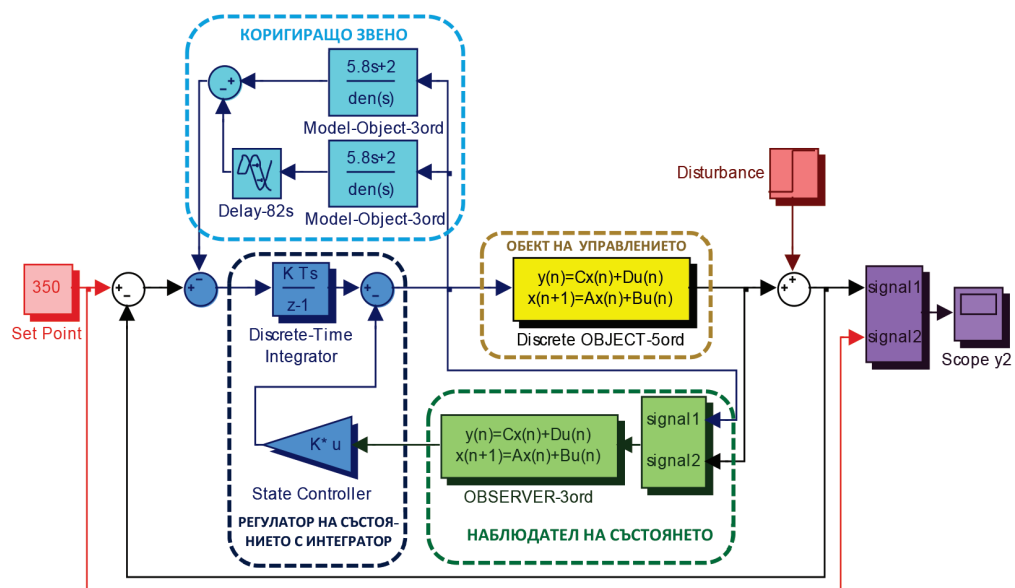 КОРИГИРАЩО ЗВЕНО
5.8s+2
den(s)
Model-Object-3ord
5.8s+2
den(s)
Model-Object-3ord
Delay-82s
Disturbance
ОБЕКТ НА УПРАВЛЕНИЕТО
y(n)=Cx(n)+Du(n)
x(n+1)=Ax(n)+Bu(n)
Discrete OBJECT-5ord
350
Set Point
K Ts
z-1
Discrete-Time
Integrator
signal1
signal2
Scope y2
K* u
State Controller
РЕГУЛАТОР НА СЪСТОЯ-
НИЕТО С ИНТЕГРАТОР
y(n)=Cx(n)+Du(n)
x(n+1)=Ax(n)+Bu(n)
OBSERVER-3ord
signal1
signal2
НАБЛЮДАТЕЛ НА СЪСТОЯНЕТО